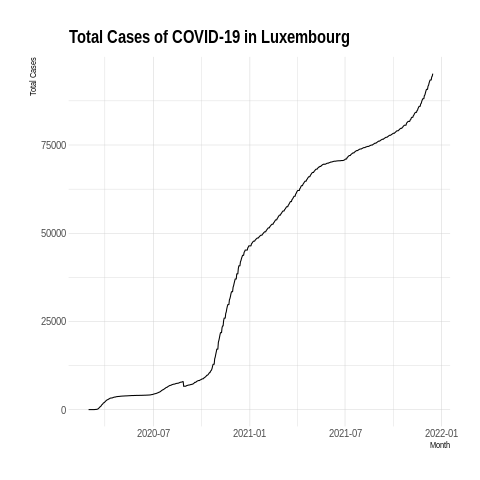 Total Cases of COVID-19 in Luxembourg
Total Cases
75000
50000
25000
0
2020-07
2021-01
2021-07
2022-01
Month